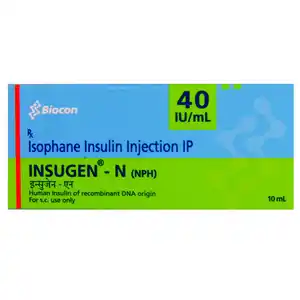 Biocon
40
IU/mL
Rx
Isophane Insulin Injection IP
INSUGEN® - N (NPH)
इन्सुजेन - एन
Human Insulin of recombinant DNA origin
For s.c. use only
10 mL